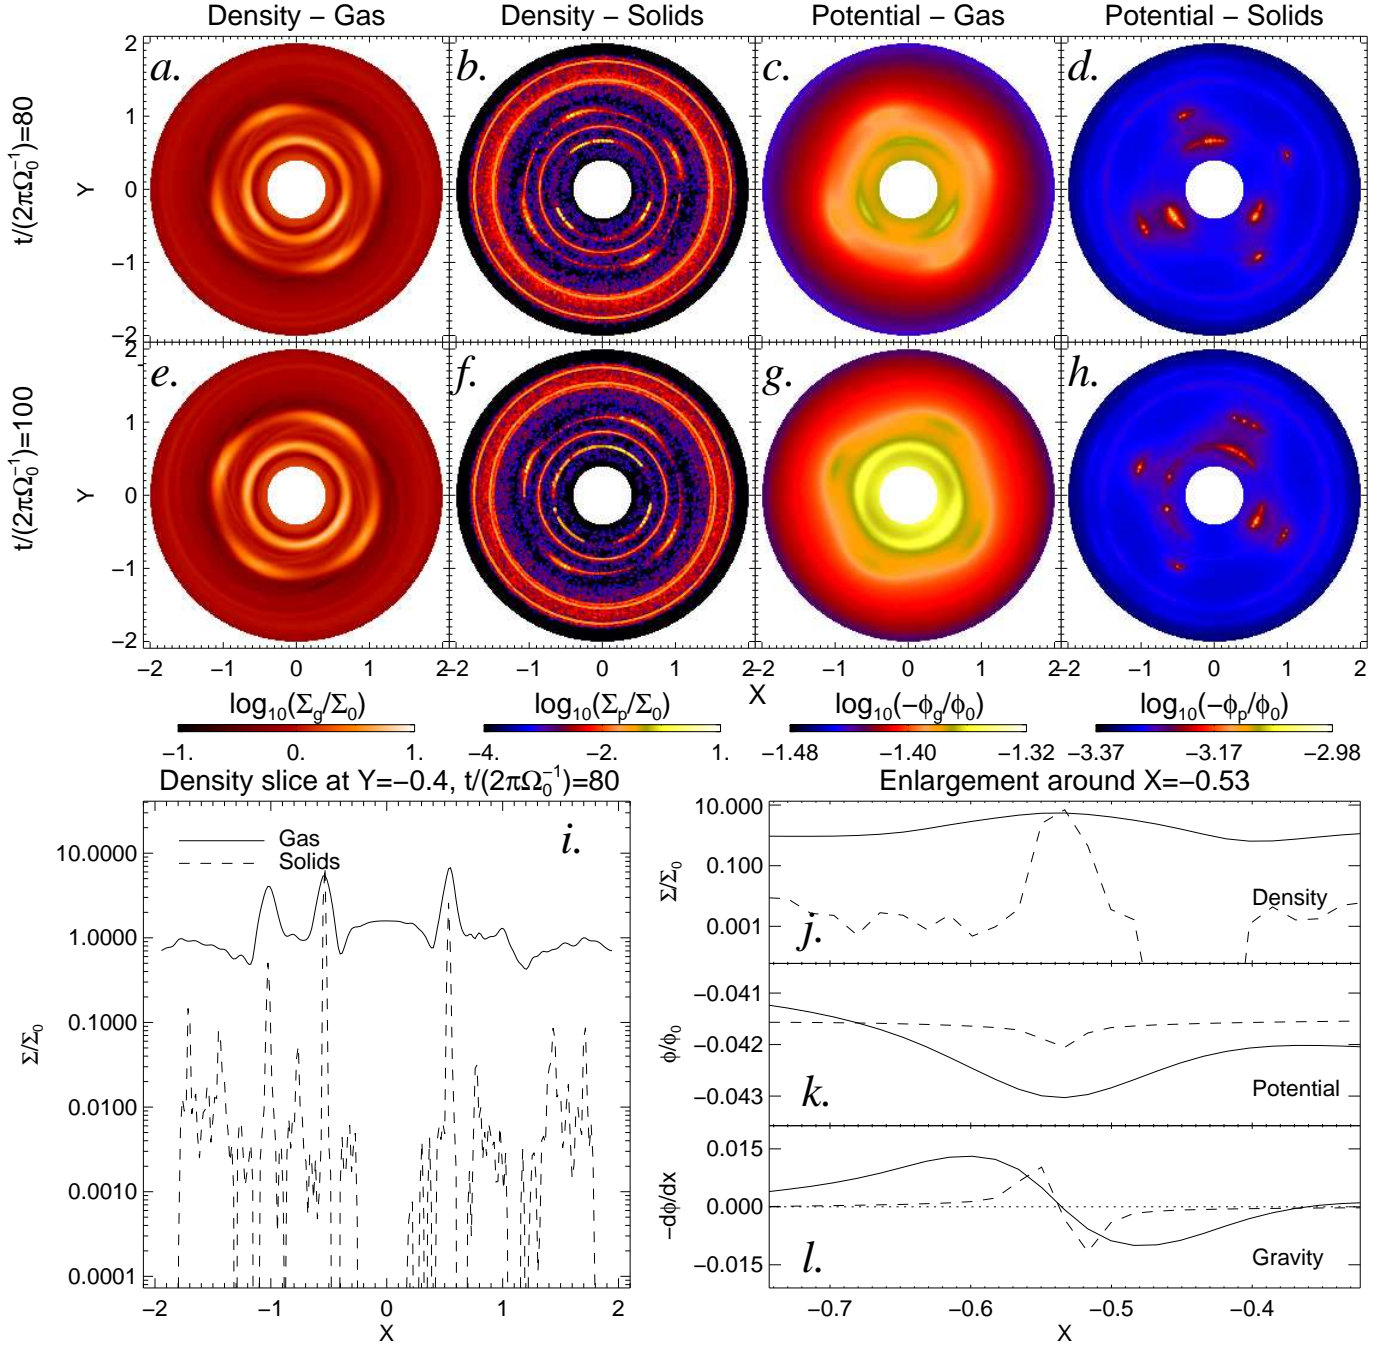 Density − Gas
Density − Solids
Potential − Gas
Potential − Solids
t/(2πΩ₀⁻¹)=80
Y
2
1
0
−1
−2
a.
b.
c.
d.
t/(2πΩ₀⁻¹)=100
Y
2
1
0
−1
−2
e.
f.
g.
h.
−2 −1 0 1 2
−2 −1 0 1 2
−2 −1 0 1 2
−2 −1 0 1 2
X
log₁₀(Σg/Σ₀)
log₁₀(Σp/Σ₀)
log₁₀(−ϕg/ϕ₀)
log₁₀(−ϕp/ϕ₀)
−1. 0. 1.
−4. −2. 1.
−1.48 −1.40 −1.32
−3.37 −3.17 −2.98
Density slice at Y=−0.4, t/(2πΩ₀⁻¹)=80
Gas
Solids
i.
Σ/Σ₀
10.0000
1.0000
0.1000
0.0100
0.0010
0.0001
−2 −1 0 1 2
X
Enlargement around X=−0.53
Σ/Σ₀
10.000
0.100
0.001
Density
j.
ϕ/ϕ₀
−0.041
−0.042
−0.043
Potential
k.
−dϕ/dx
0.015
0.000
−0.015
Gravity
l.
−0.7 −0.6 −0.5 −0.4
X